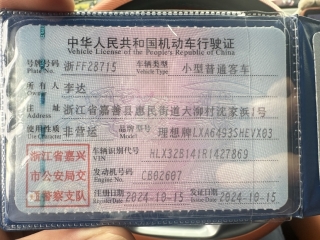 中华人民共和国机动车行驶证
Vehicle License of the People's Republic of China
号牌号码 浙FF28715 车辆类型 小型普通客车
Plate No. Vehicle Type
所有人 李达
住址 浙江省嘉善县惠民街道大泖村沈家浜1号
Address
使用性质 非营运 品牌型号 理想牌LXA6493SHEVX03
Use Character Model
浙江省嘉兴
市公安局交
警察支队
车辆识别代号 HLX32B141R1427869
VIN
发动机号码 CB02607
Engine No.
注册日期 2024-10-15 发证日期 2024-10-15
Register Date Issue Date